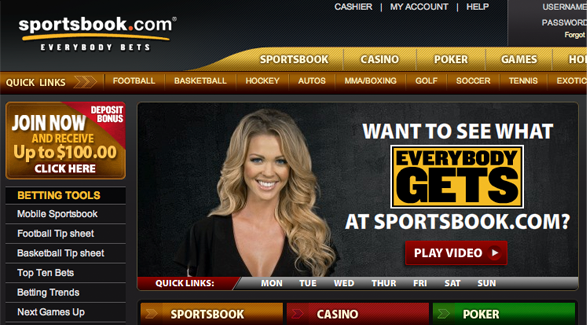 CASHIER | MY ACCOUNT | HELP
USERNAME
PASSWORD
Forgot
sportsbook.com®
EVERYBODY BETS
SPORTSBOOK CASINO POKER GAMES
QUICK LINKS FOOTBALL BASKETBALL HOCKEY AUTOS MMA/BOXING GOLF SOCCER TENNIS EXOTIC
JOIN NOW
DEPOSIT
BONUS
AND RECEIVE
Up to $100.00
CLICK HERE
BETTING TOOLS
Mobile Sportsbook
Football Tip sheet
Basketball Tip sheet
Top Ten Bets
Betting Trends
Next Games Up
WANT TO SEE WHAT
EVERYBODY
GETS
AT SPORTSBOOK.COM?
PLAY VIDEO
QUICK LINKS: MON TUE WED THUR FRI SAT SUN
SPORTSBOOK CASINO POKER